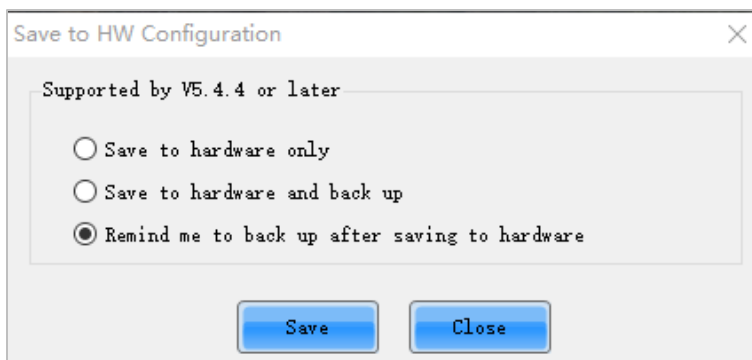 Save to HW Configuration
Supported by V5.4.4 or later
Save to hardware only
Save to hardware and back up
Remind me to back up after saving to hardware
Save
Close